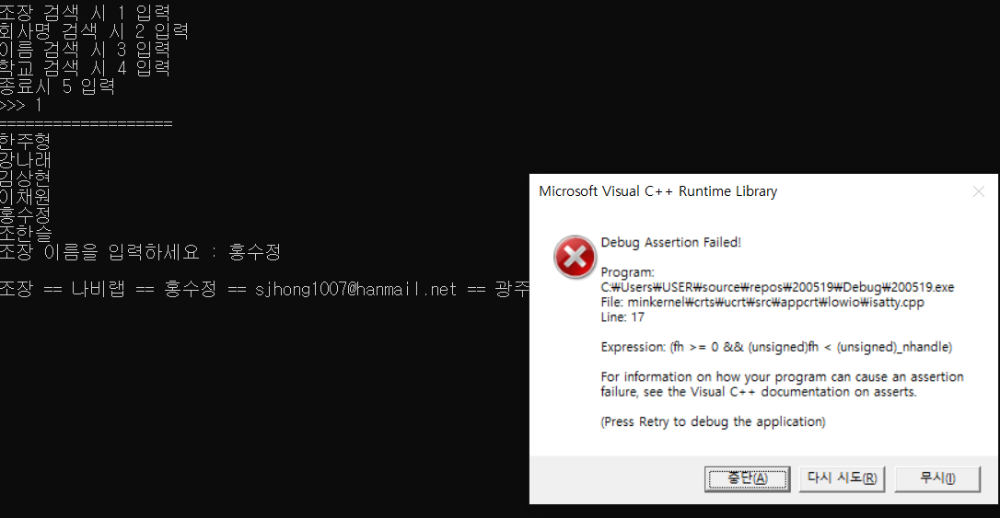 조장 검색 시 1 입력
회사명 검색 시 2 입력
이름 검색 시 3 입력
학교 검색 시 4 입력
종료시 5 입력
>>> 1
===================
한주형
강나래
김상현
이채원
홍수정
조한슬
조장 이름을 입력하세요 : 홍수정
조장 == 나비랩 == 홍수정 == sjhong1007@hanmail.net == 광주
Microsoft Visual C++ Runtime Library
Debug Assertion Failed!
Program:
C:₩Users₩USER₩source₩repos₩200519₩Debug₩200519.exe
File: minkernel₩crts₩ucrt₩src₩appcrt₩lowio₩isatty.cpp
Line: 17
Expression: (fh >= 0 && (unsigned)fh < (unsigned)_nhandle)
For information on how your program can cause an assertion
failure, see the Visual C++ documentation on asserts.
(Press Retry to debug the application)
중단(A) 다시 시도(R) 무시(I)